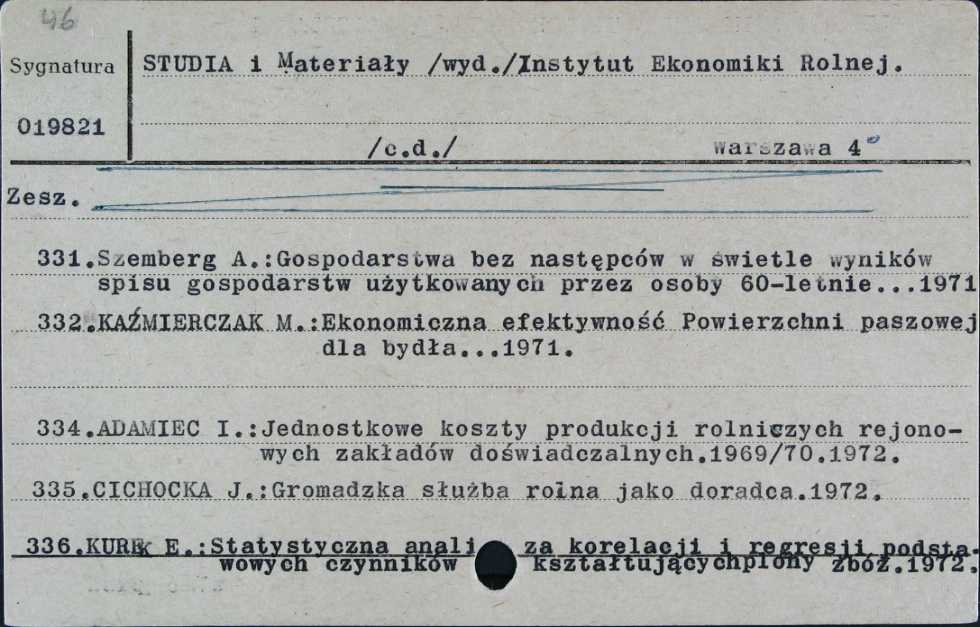 46
Sygnatura
STUDIA i Materiały /wyd./Instytut Ekonomiki Rolnej.
019821
/c.d./ Warszawa 4°
Zesz.
331.Szemberg A.:Gospodarstwa bez następców w świetle wyników
spisu gospodarstw użytkowanych przez osoby 60-letnie...1971
332.KAŹMIERCZAK M.:Ekonomiczna efektywność Powierzchni paszowej
dla bydła...1971.
334.ADAMIEC I.:Jednostkowe koszty produkcji rolniczych rejono-
wych zakładów doświadczalnych.1969/70.1972.
335.CICHOCKA J.:Gromadzka służba rolna jako doradca.1972.
336.KUREK E.:Statystyczna anali za korelacji i regresji podsta-
wowych czynników kształtującychplony zbóż.1972.